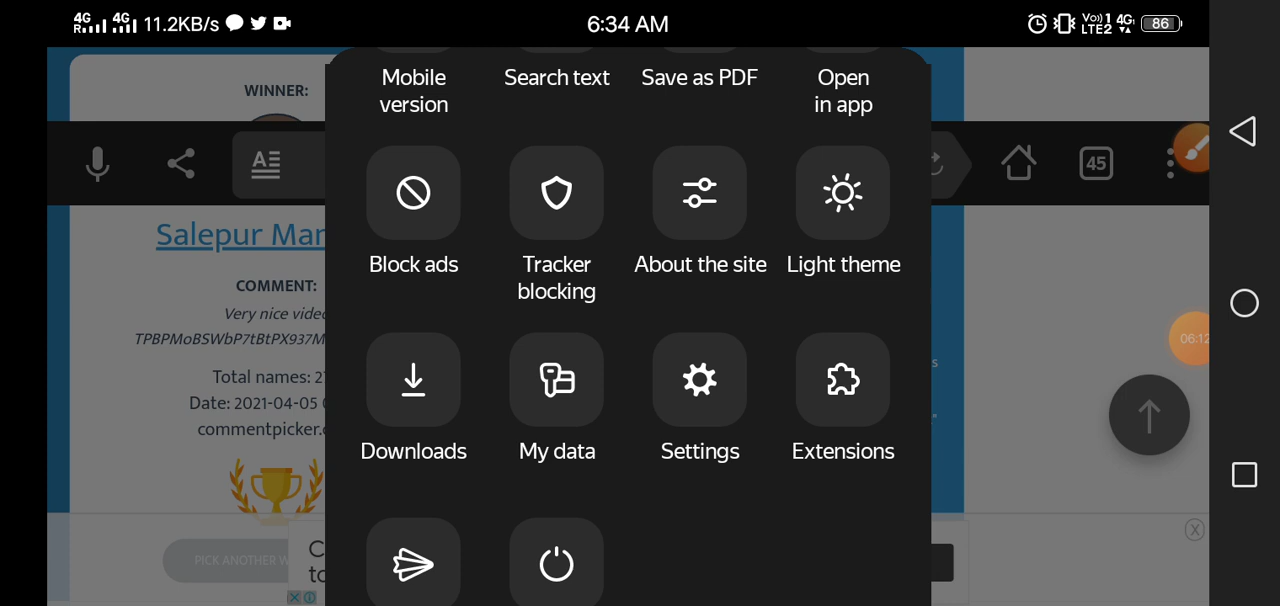 4G R 4G 11.2KB/s 6:34 AM Vo)) 1 LTE2 4G 86
WINNER:
Mobile version
Search text
Save as PDF
Open in app
45
Salepur Mar
COMMENT:
Very nice vide
TPBPMoBSWbP7tBtPX937M
Total names: 2
Date: 2021-04-05
commentpicker.
Block ads
Tracker blocking
About the site
Light theme
06:12
s
Downloads
My data
Settings
Extensions
PICK ANOTHER W
C
to
X